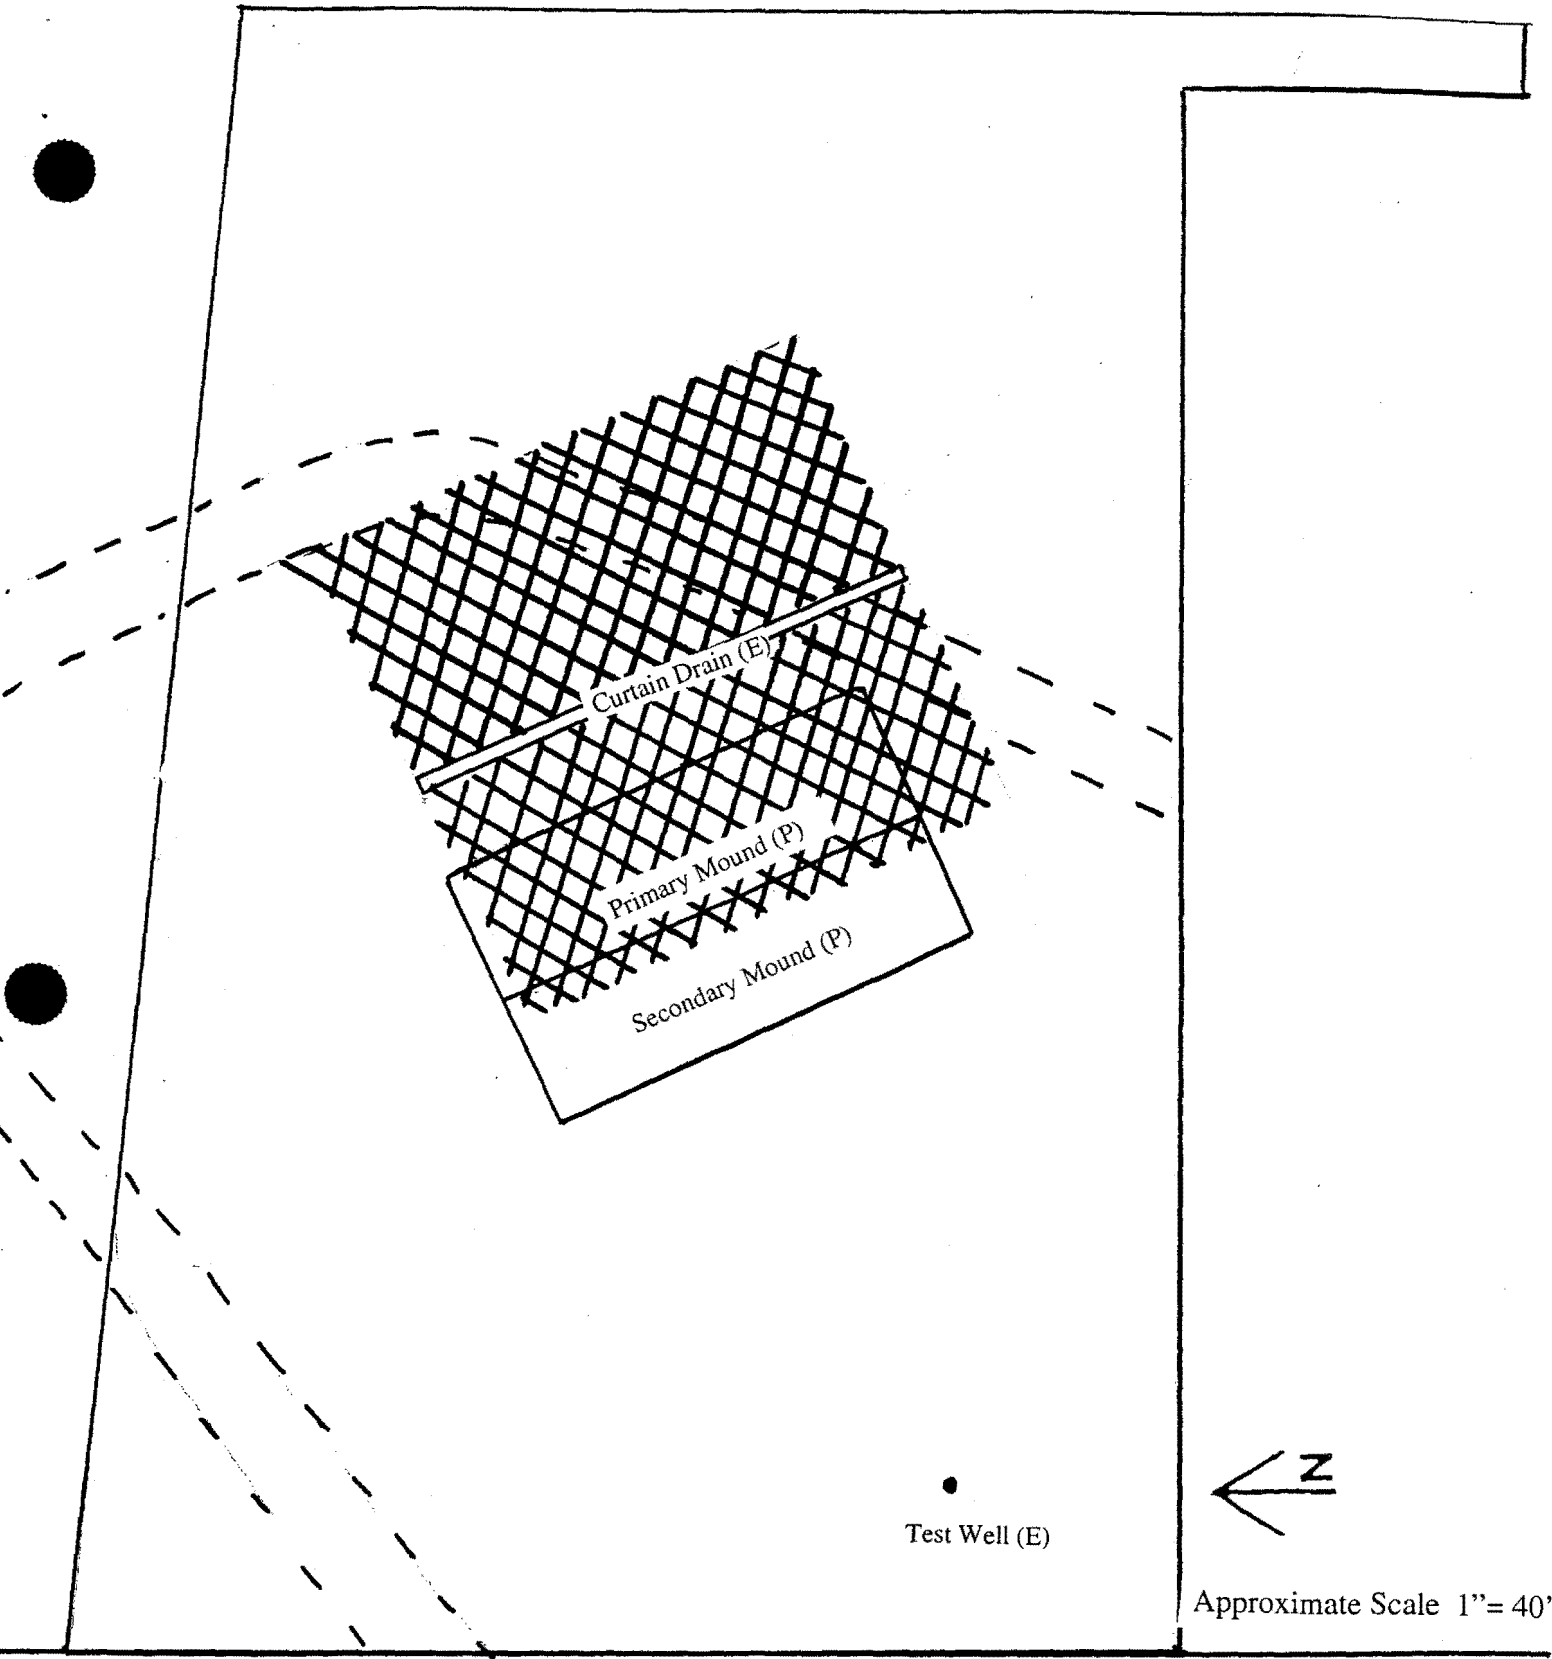 Curtain Drain (E)
Primary Mound (P)
Secondary Mound (P)
N
Test Well (E)
Approximate Scale 1”= 40’